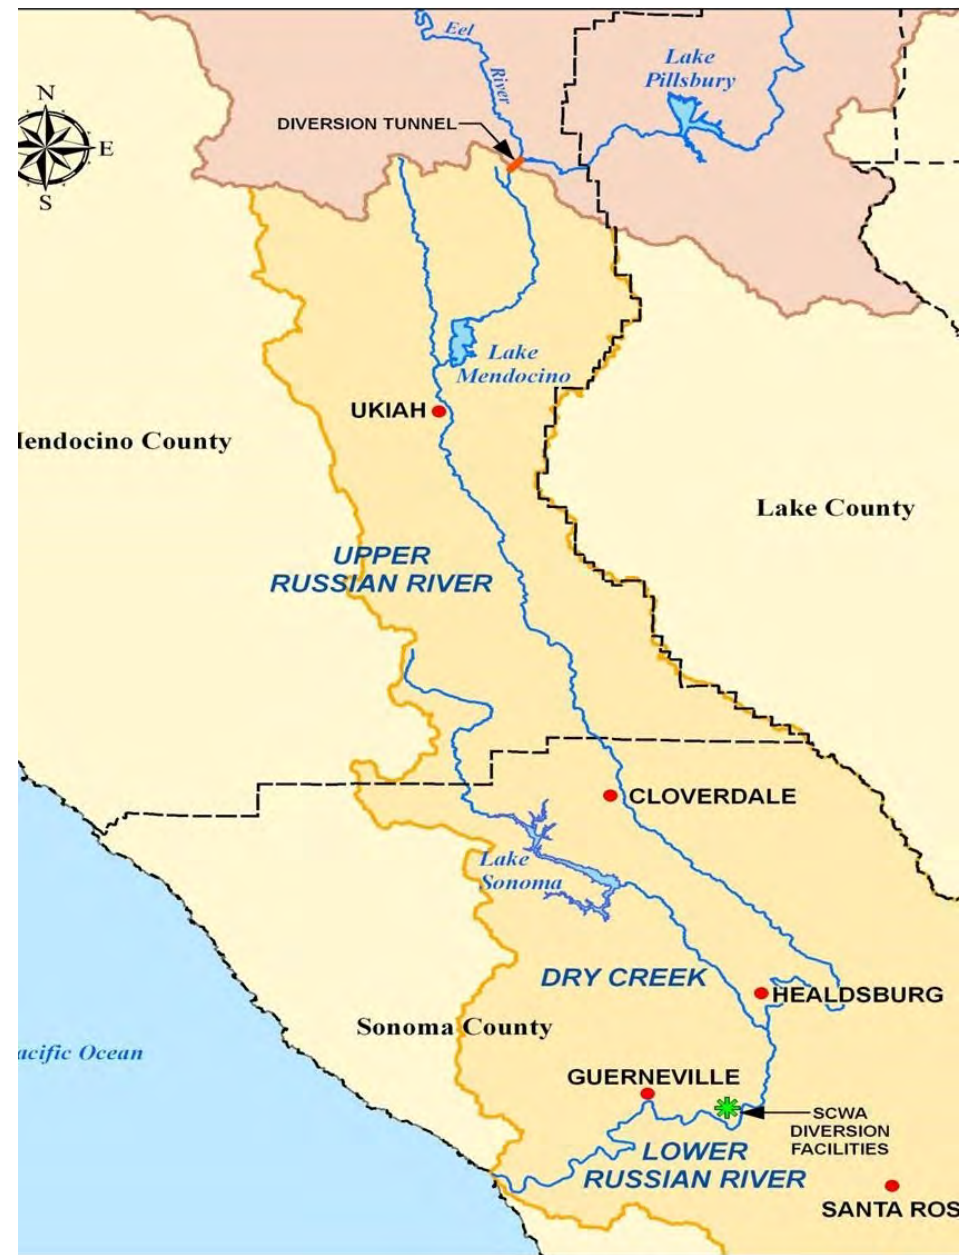 Eel
River
Lake
Pillsbury
N
E
S
DIVERSION TUNNEL
Lake
Mendocino
UKIAH
lendocino County
Lake County
UPPER
RUSSIAN RIVER
CLOVERDALE
Lake
Sonoma
DRY CREEK
HEALDSBURG
Sonoma County
acific Ocean
GUERNEVILLE
SCWA
DIVERSION
FACILITIES
LOWER
RUSSIAN RIVER
SANTA ROS